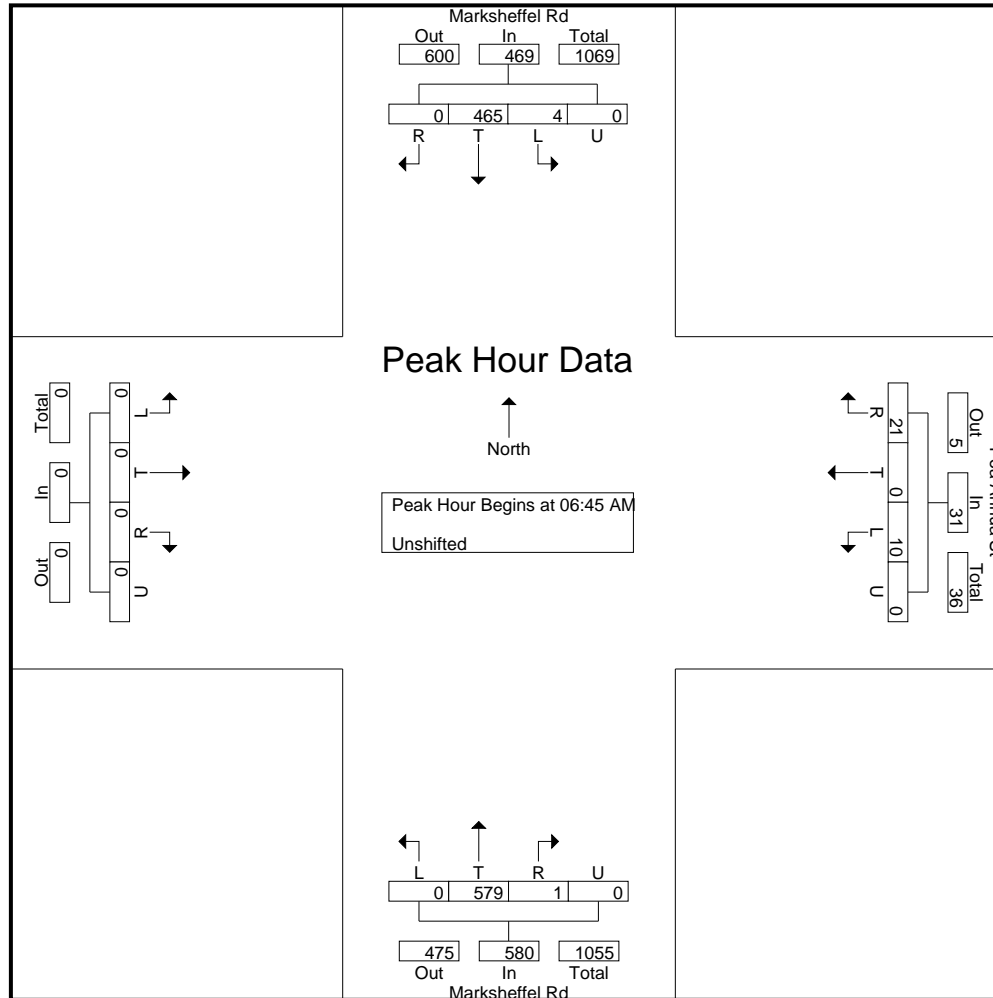 Marksheffel Rd
Out In Total
600 469 1069
0 465 4 0
R T L U
Peak Hour Data
North
Peak Hour Begins at 06:45 AM
Unshifted
Total In Out
0 0 0
0 0 0 0
L T R U
R T L U
21 0 10 0
Out In Total
5 31 36
St
L T R U
0 579 1 0
475 580 1055
Out In Total
Marksheffel Rd